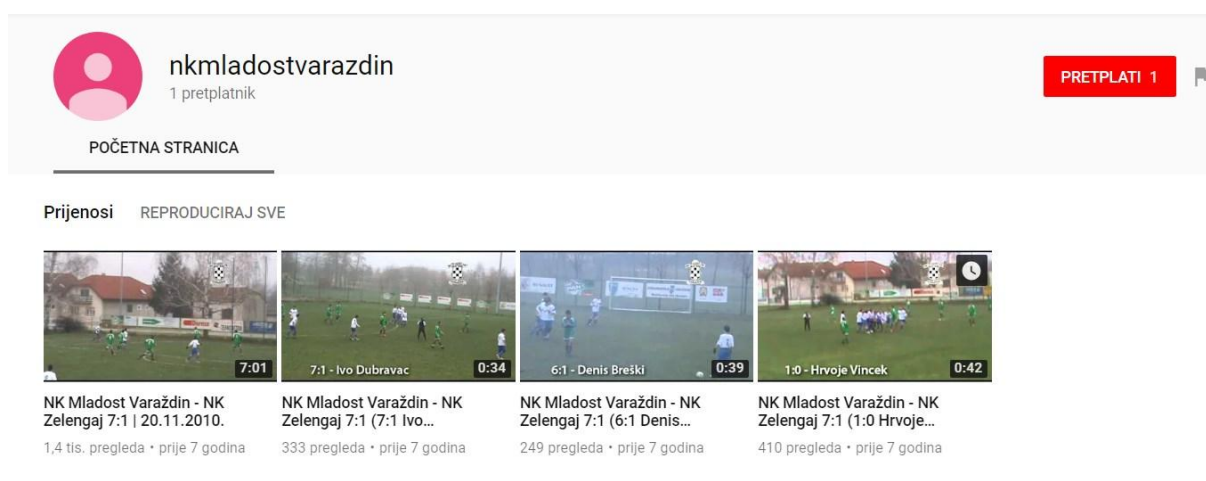 nkmladostvarazdin
1 pretplatnik
PRETPLATI 1
POČETNA STRANICA
Prijenosi REPRODUCIRAJ SVE
7:01
7:1 - Ivo Dubravac 0:34
6:1 - Denis Breški 0:39
1:0 - Hrvoje Vincek 0:42
NK Mladost Varaždin - NK
Zelengaj 7:1 | 20.11.2010.
1,4 tis. pregleda • prije 7 godina
NK Mladost Varaždin - NK
Zelengaj 7:1 (7:1 Ivo...
333 pregleda • prije 7 godina
NK Mladost Varaždin - NK
Zelengaj 7:1 (6:1 Denis...
249 pregleda • prije 7 godina
NK Mladost Varaždin - NK
Zelengaj 7:1 (1:0 Hrvoje...
410 pregleda • prije 7 godina